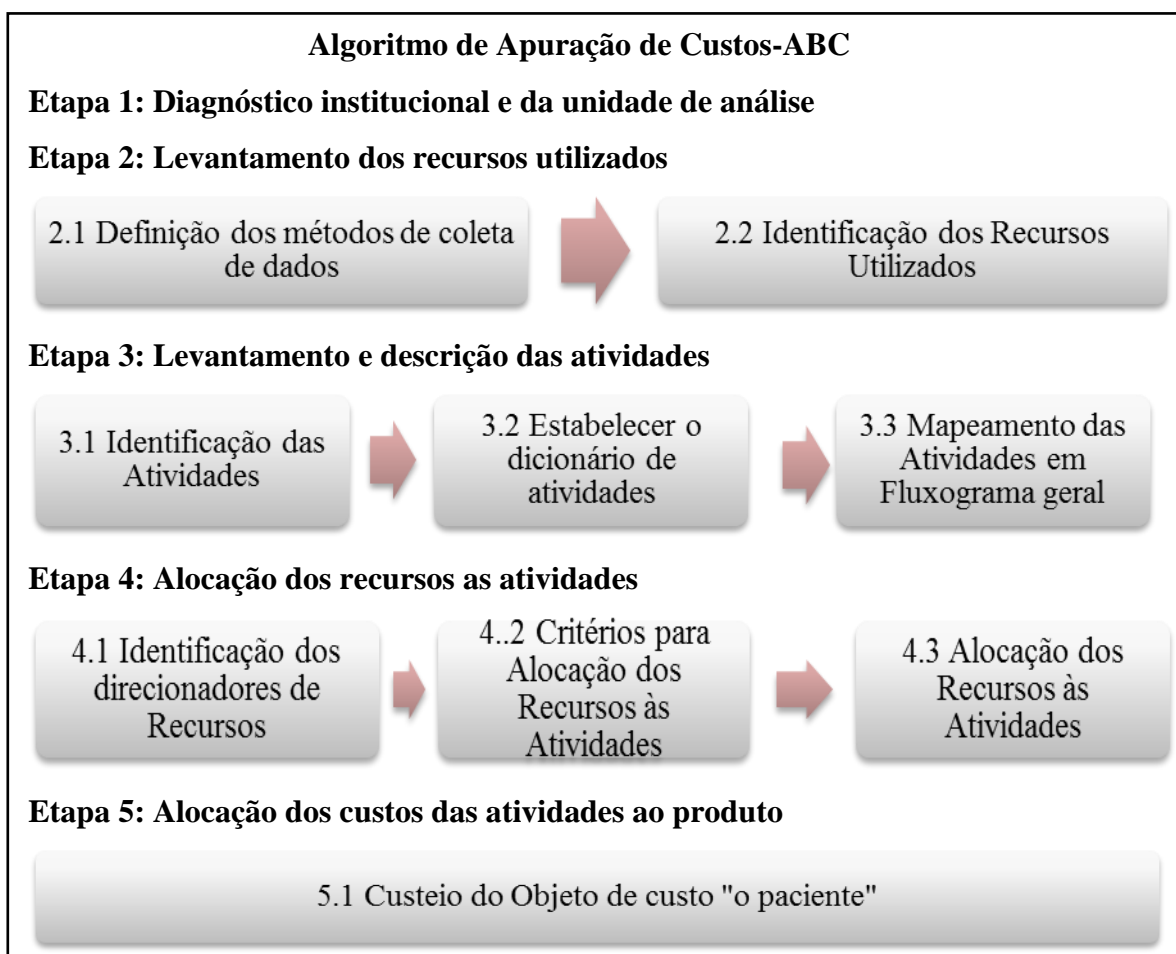 Algoritmo de Apuração de Custos-ABC
Etapa 1: Diagnóstico institucional e da unidade de análise
Etapa 2: Levantamento dos recursos utilizados
2.1 Definição dos métodos de coleta
de dados
2.2 Identificação dos Recursos
Utilizados
Etapa 3: Levantamento e descrição das atividades
3.1 Identificação das
Atividades
3.2 Estabelecer o
dicionário de
atividades
3.3 Mapeamento das
Atividades em
Fluxograma geral
Etapa 4: Alocação dos recursos as atividades
4.1 Identificação dos
direcionadores de
Recursos
4..2 Critérios para
Alocação dos
Recursos às
Atividades
4.3 Alocação dos
Recursos às
Atividades
Etapa 5: Alocação dos custos das atividades ao produto
5.1 Custeio do Objeto de custo "o paciente"